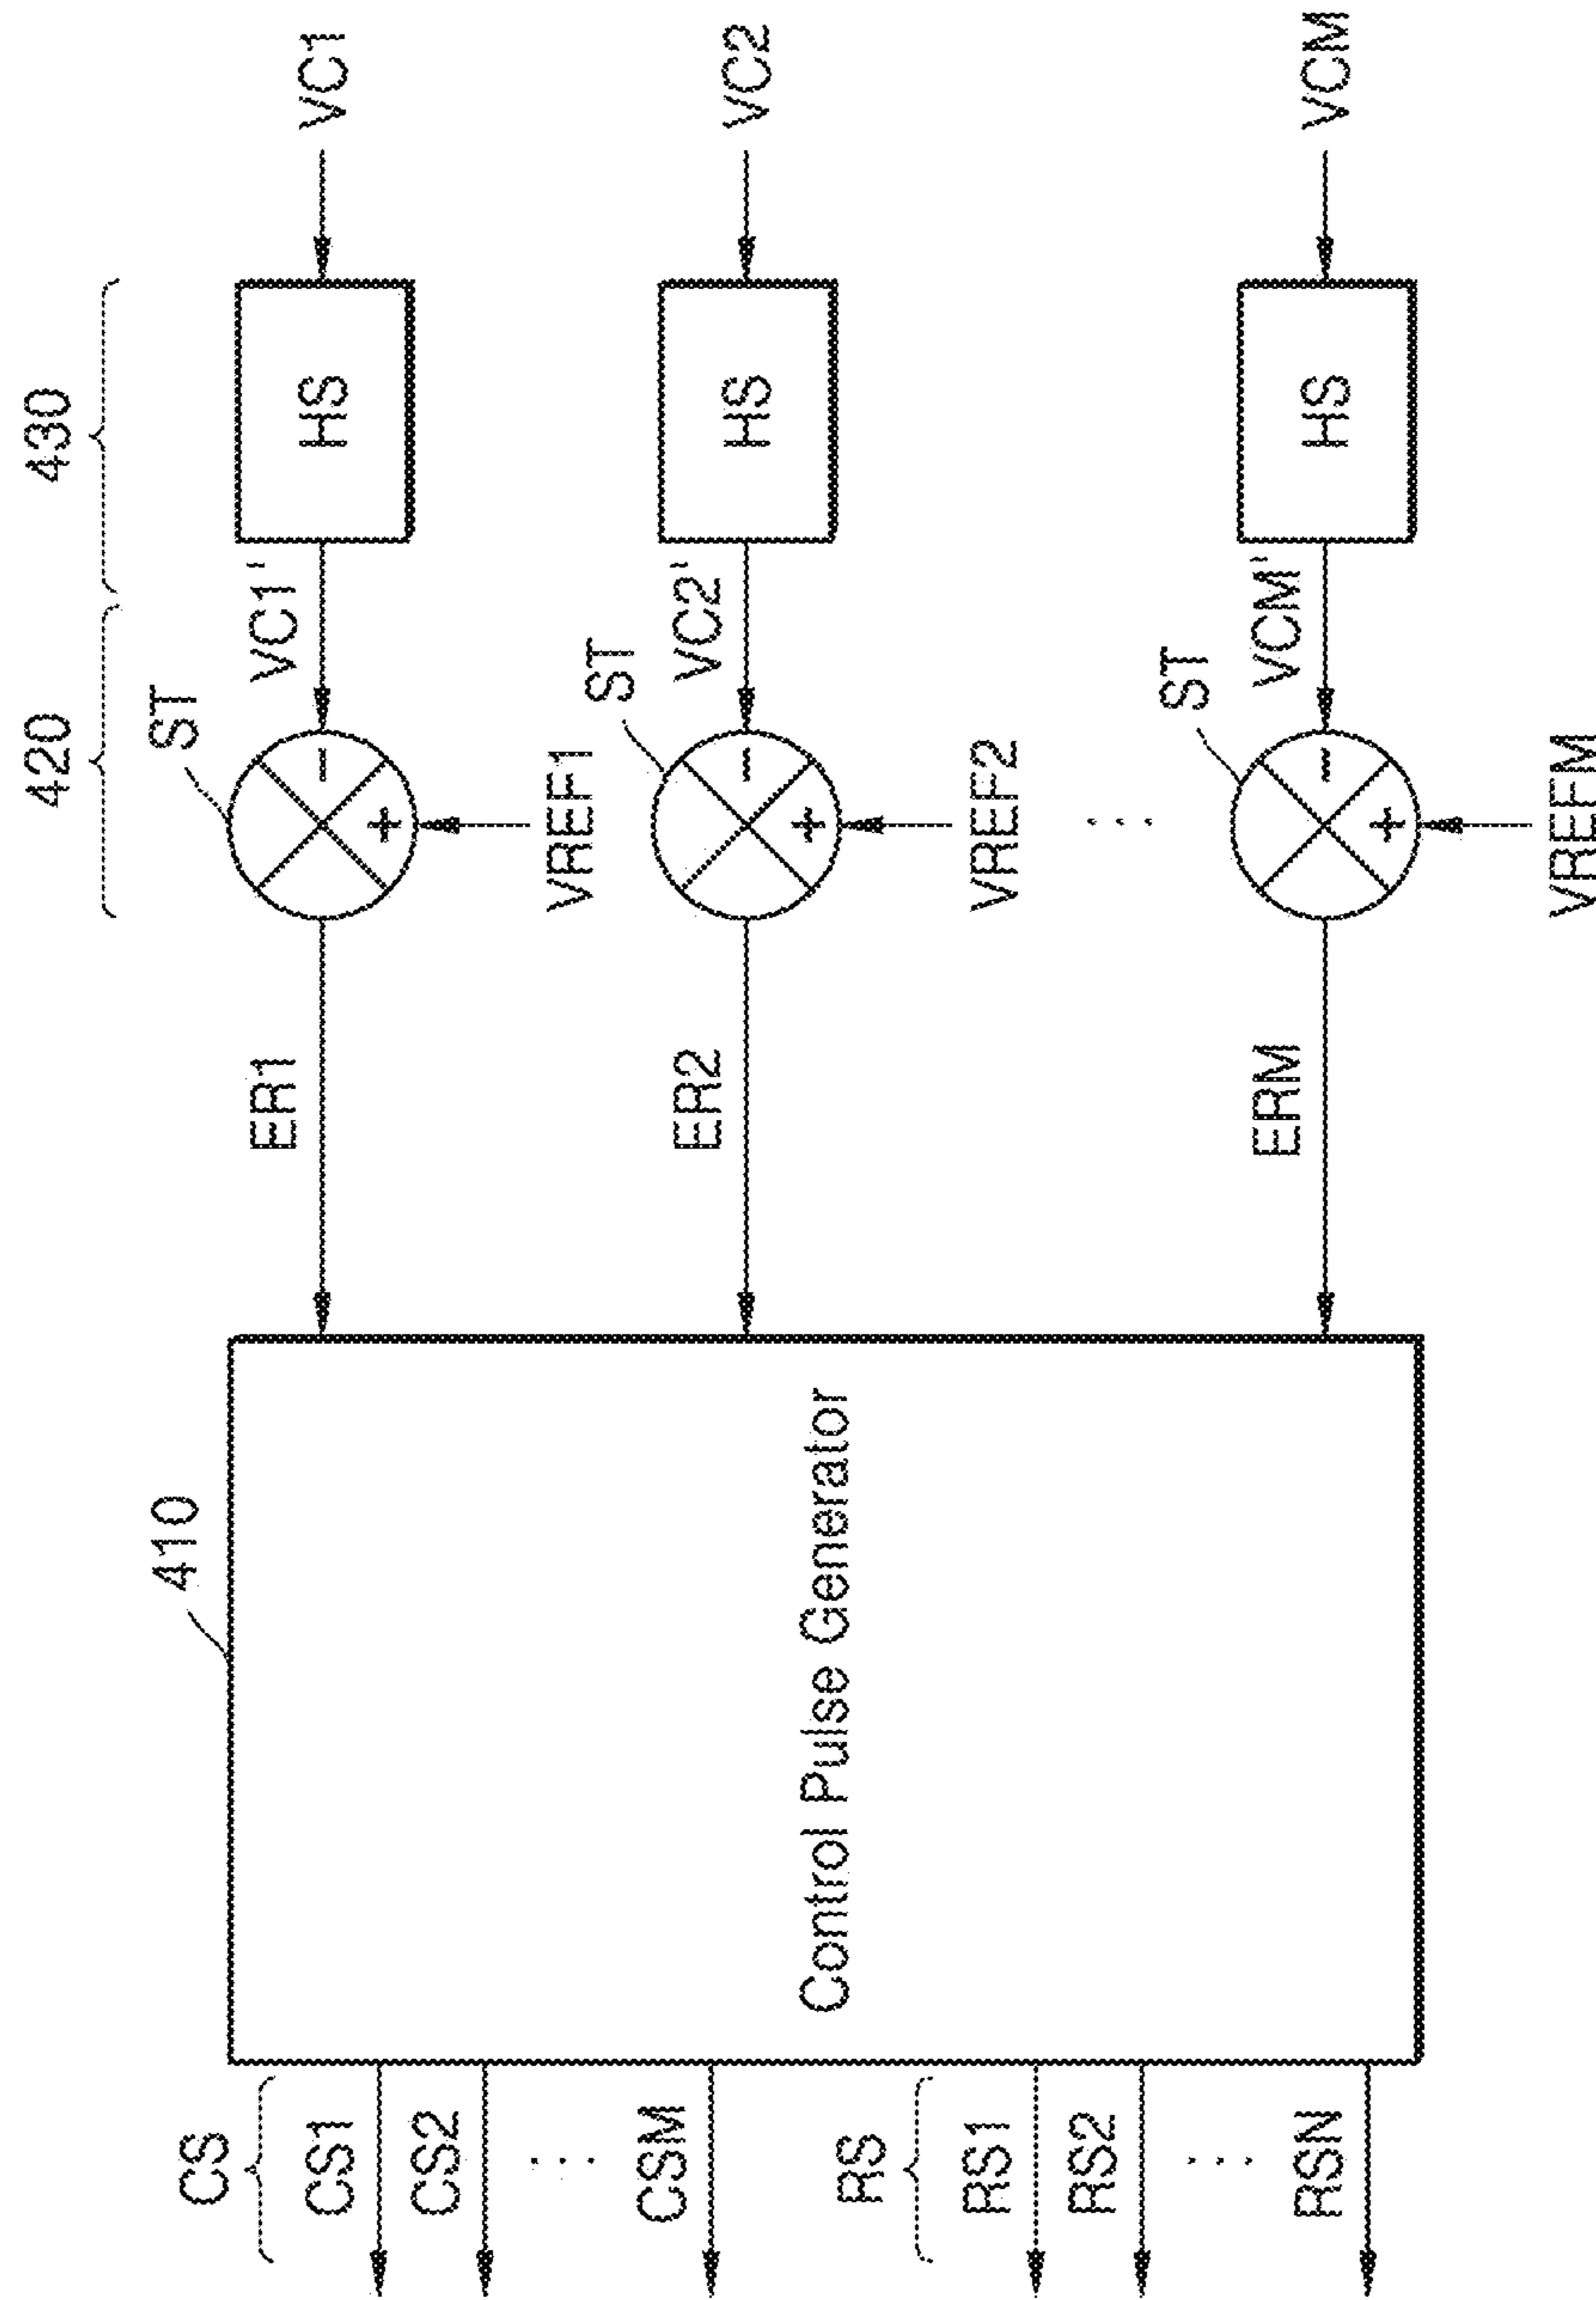 430
420
VC1
HS
VC1'
ST
VREF1
ER1
VC2
HS
VC2'
ST
VREF2
ER2
VCM
HS
VCM'
ST
VREFM
ERM
-
+
-
+
-
+
410
Control Pulse Generator
CS
CS1
CS2
...
CSM
RS
RS1
RS2
...
RSN
...